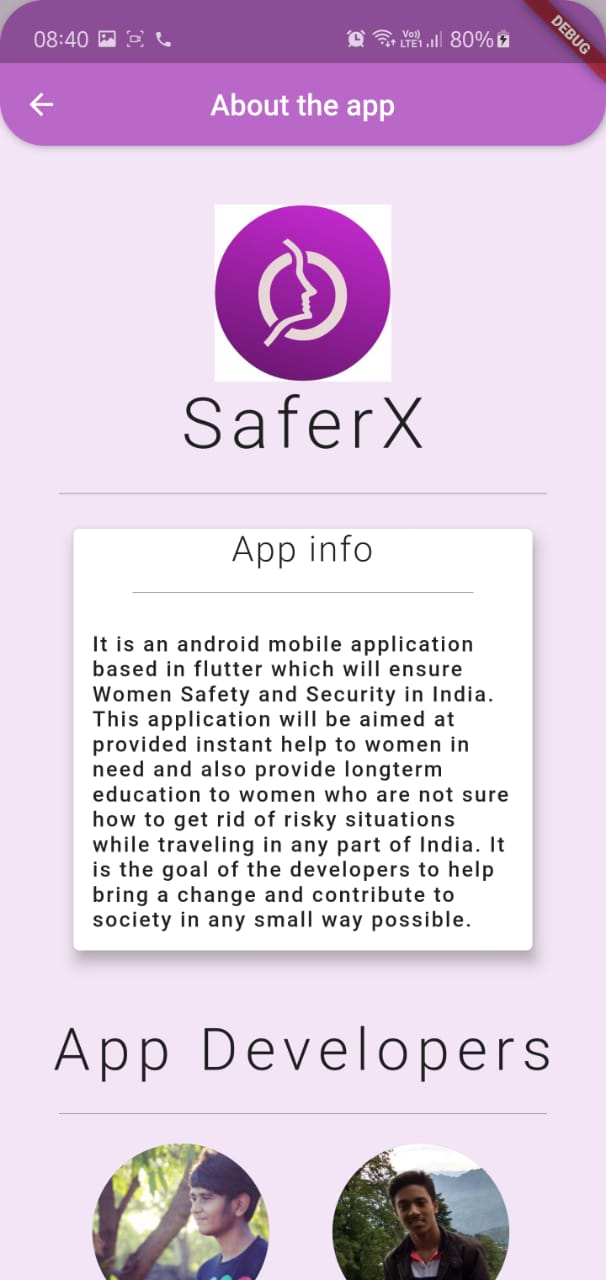 08:40
Vo)) LTE1 80%
DEBUG
About the app
SaferX
App info
It is an android mobile application
based in flutter which will ensure
Women Safety and Security in India.
This application will be aimed at
provided instant help to women in
need and also provide longterm
education to women who are not sure
how to get rid of risky situations
while traveling in any part of India. It
is the goal of the developers to help
bring a change and contribute to
society in any small way possible.
App Developers